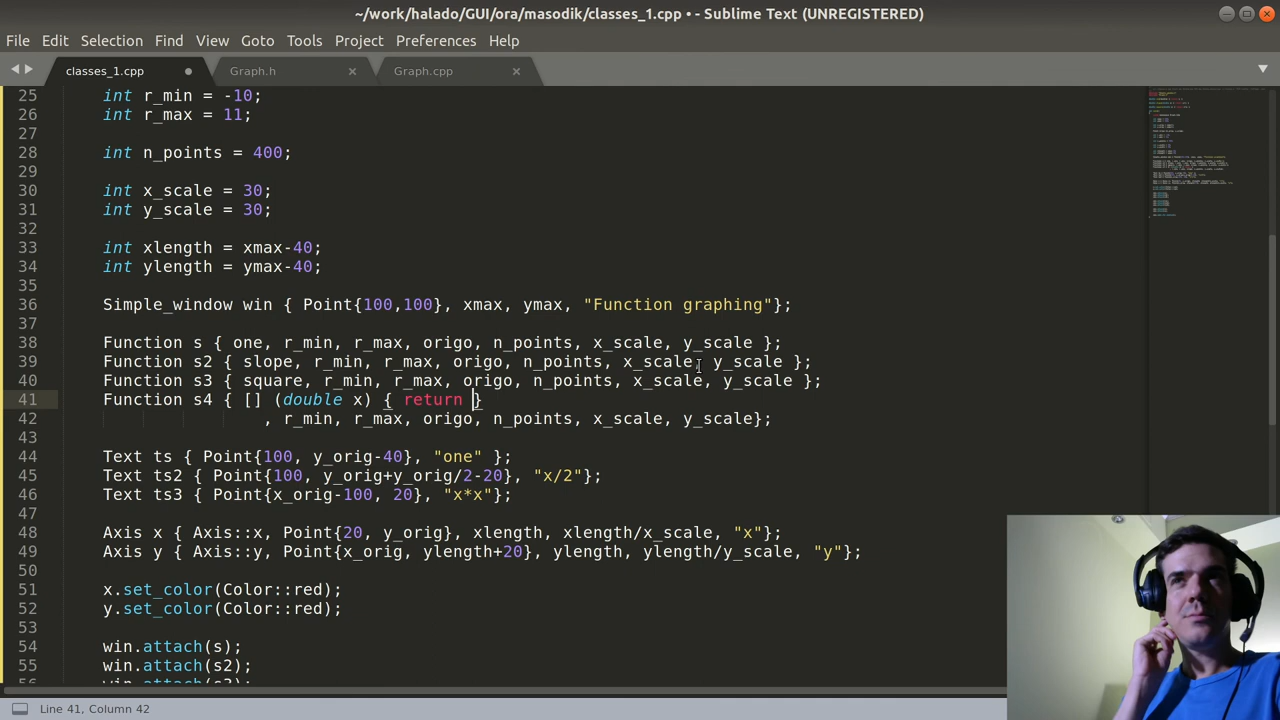 ~/work/halado/GUI/ora/masodik/classes_1.cpp • - Sublime Text (UNREGISTERED)
File Edit Selection Find View Goto Tools Project Preferences Help
classes_1.cpp Graph.h Graph.cpp
25 int r_min = -10;
26 int r_max = 11;
27
28 int n_points = 400;
29
30 int x_scale = 30;
31 int y_scale = 30;
32
33 int xlength = xmax-40;
34 int ylength = ymax-40;
35
36 Simple_window win { Point{100,100}, xmax, ymax, "Function graphing"};
37
38 Function s { one, r_min, r_max, origo, n_points, x_scale, y_scale };
39 Function s2 { slope, r_min, r_max, origo, n_points, x_scale, y_scale };
40 Function s3 { square, r_min, r_max, origo, n_points, x_scale, y_scale };
41 Function s4 { [] (double x) { return }
42 , r_min, r_max, origo, n_points, x_scale, y_scale};
43
44 Text ts { Point{100, y_orig-40}, "one" };
45 Text ts2 { Point{100, y_orig+y_orig/2-20}, "x/2"};
46 Text ts3 { Point{x_orig-100, 20}, "x*x"};
47
48 Axis x { Axis::x, Point{20, y_orig}, xlength, xlength/x_scale, "x"};
49 Axis y { Axis::y, Point{x_orig, ylength+20}, ylength, ylength/y_scale, "y"};
50
51 x.set_color(Color::red);
52 y.set_color(Color::red);
53
54 win.attach(s);
55 win.attach(s2);
56 win.attach(s3);
Line 41, Column 42